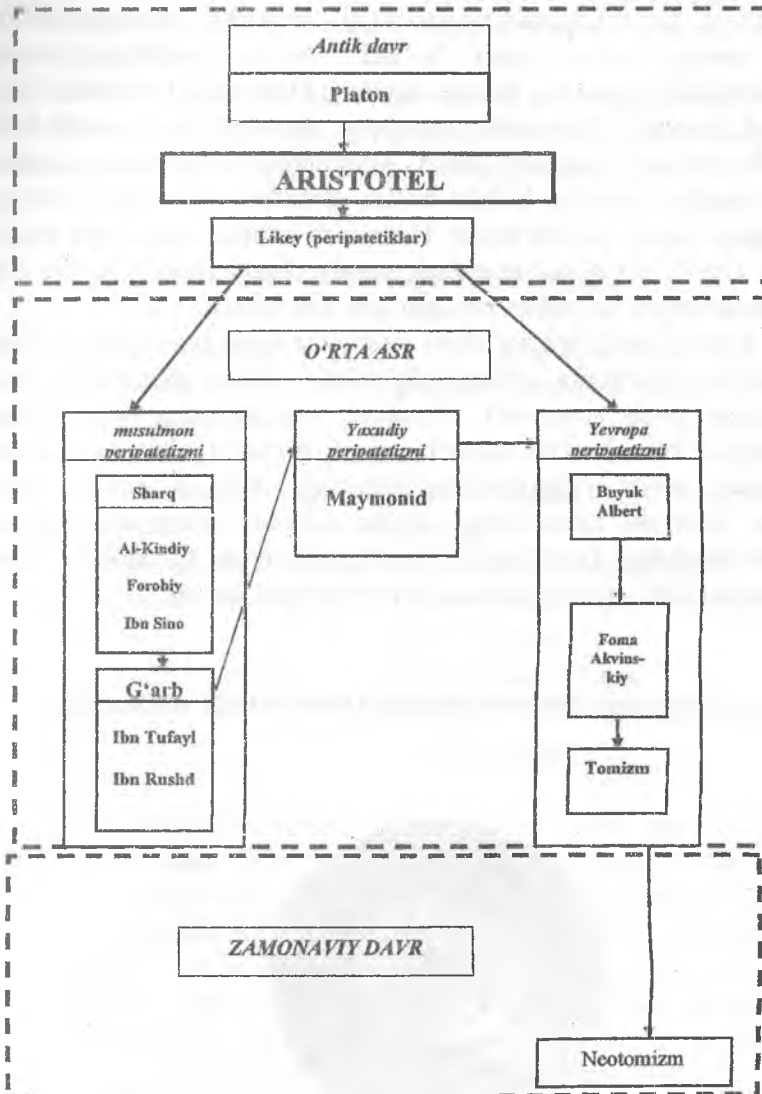 Antik davr
Platon
ARISTOTEL
Likey (peripatetiklar)
O‘RTA ASR
musulmon
peripatetizmi
Sharq
Al-Kindiy
Forobiy
Ibn Sino
G‘arb
Ibn Tufayl
Ibn Rushd
Yaxudiy
peripatetizmi
Maymonid
Yevropa
peripatetizmi
Buyuk
Albert
Foma
Akvins-
kiy
Tomizm
ZAMONAVIY DAVR
Neotomizm